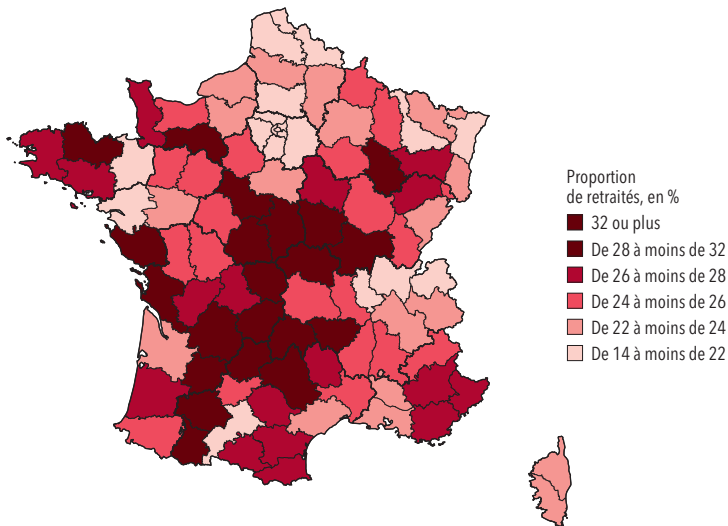 Proportion
de retraités, en %
32 ou plus
De 28 à moins de 32
De 26 à moins de 28
De 24 à moins de 26
De 22 à moins de 24
De 14 à moins de 22